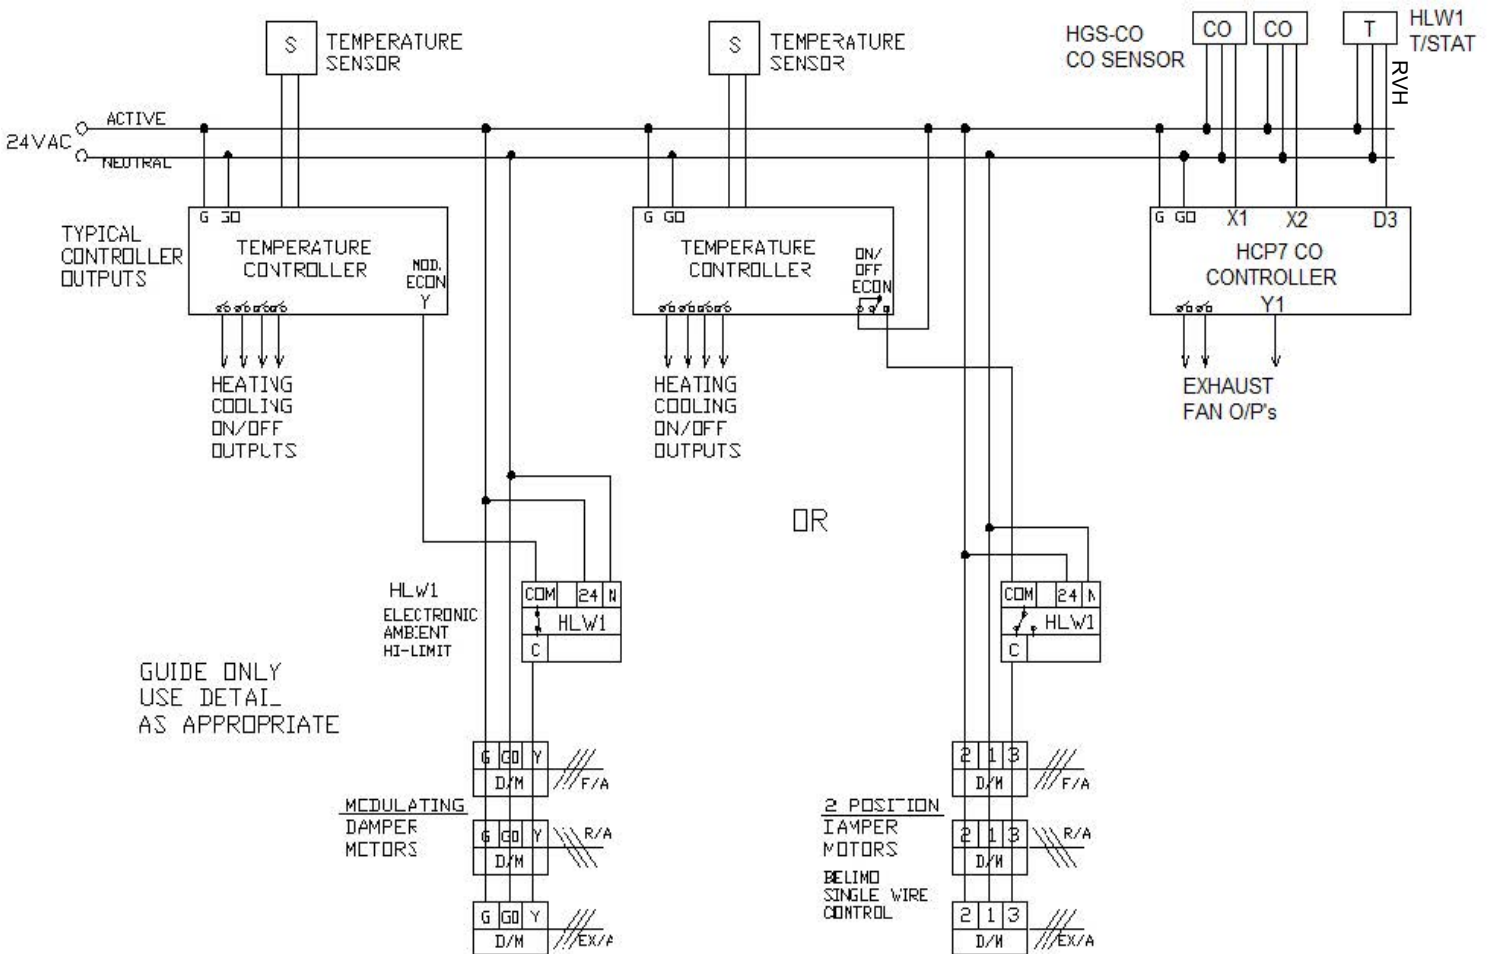 S
TEMPERATURE
SENSOR
S
TEMPERATURE
SENSOR
HGS-CO
CO SENSOR
CO
CO
T
HLW1
T/STAT
RVH
24VAC
ACTIVE
NEUTRAL
TYPICAL
CONTROLLER
OUTPUTS
G GO
TEMPERATURE
CONTROLLER
MOD.
ECON
Y
HEATING
COOLING
ON/OFF
OUTPUTS
G GO
TEMPERATURE
CONTROLLER
ON/
OFF
ECON
HEATING
COOLING
ON/OFF
OUTPUTS
G GO X1 X2 D3
HCP7 CO
CONTROLLER
Y1
EXHAUST
FAN O/P's
OR
HLW1
ELECTRONIC
AMBIENT
HI-LIMIT
COM 24 N
HLW1
C
COM 24 N
HLW1
C
GUIDE ONLY
USE DETAIL
AS APPROPRIATE
MODULATING
DAMPER
MOTORS
G GO Y
D/M F/A
G GO Y
D/M R/A
G GO Y
D/M EX/A
2 POSITION
DAMPER
MOTORS
BELIMO
SINGLE WIRE
CONTROL
2 1 3
D/M F/A
2 1 3
D/M R/A
2 1 3
D/M EX/A